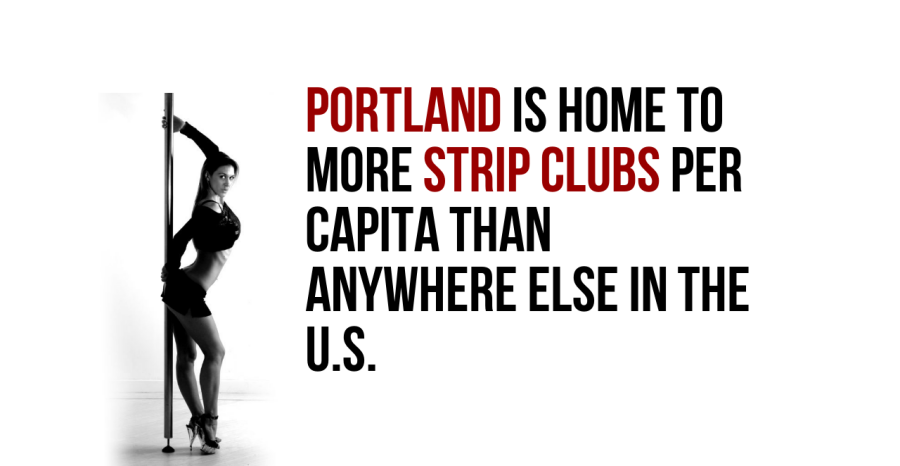 PORTLAND IS HOME TO
MORE STRIP CLUBS PER
CAPITA THAN
ANYWHERE ELSE IN THE
U.S.